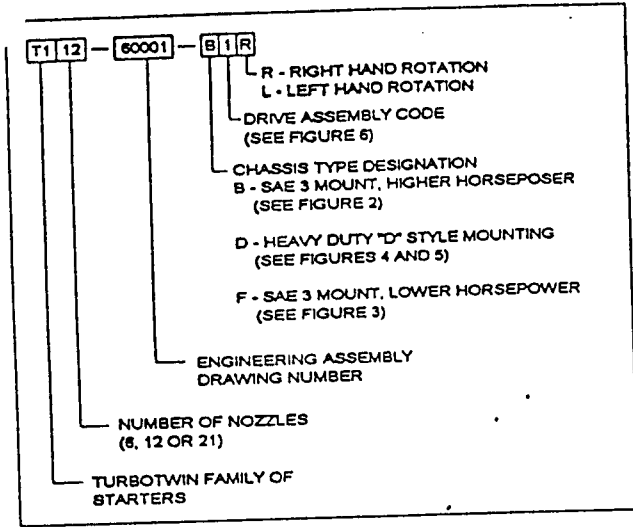 T1 12 - 60001 - B 1 R
R - RIGHT HAND ROTATION
L - LEFT HAND ROTATION
DRIVE ASSEMBLY CODE
(SEE FIGURE 6)
CHASSIS TYPE DESIGNATION
B - SAE 3 MOUNT, HIGHER HORSEPOSER
(SEE FIGURE 2)
D - HEAVY DUTY "D" STYLE MOUNTING
(SEE FIGURES 4 AND 5)
F - SAE 3 MOUNT, LOWER HORSEPOWER
(SEE FIGURE 3)
ENGINEERING ASSEMBLY
DRAWING NUMBER
NUMBER OF NOZZLES
(6, 12 OR 21)
TURBOTWIN FAMILY OF
STARTERS